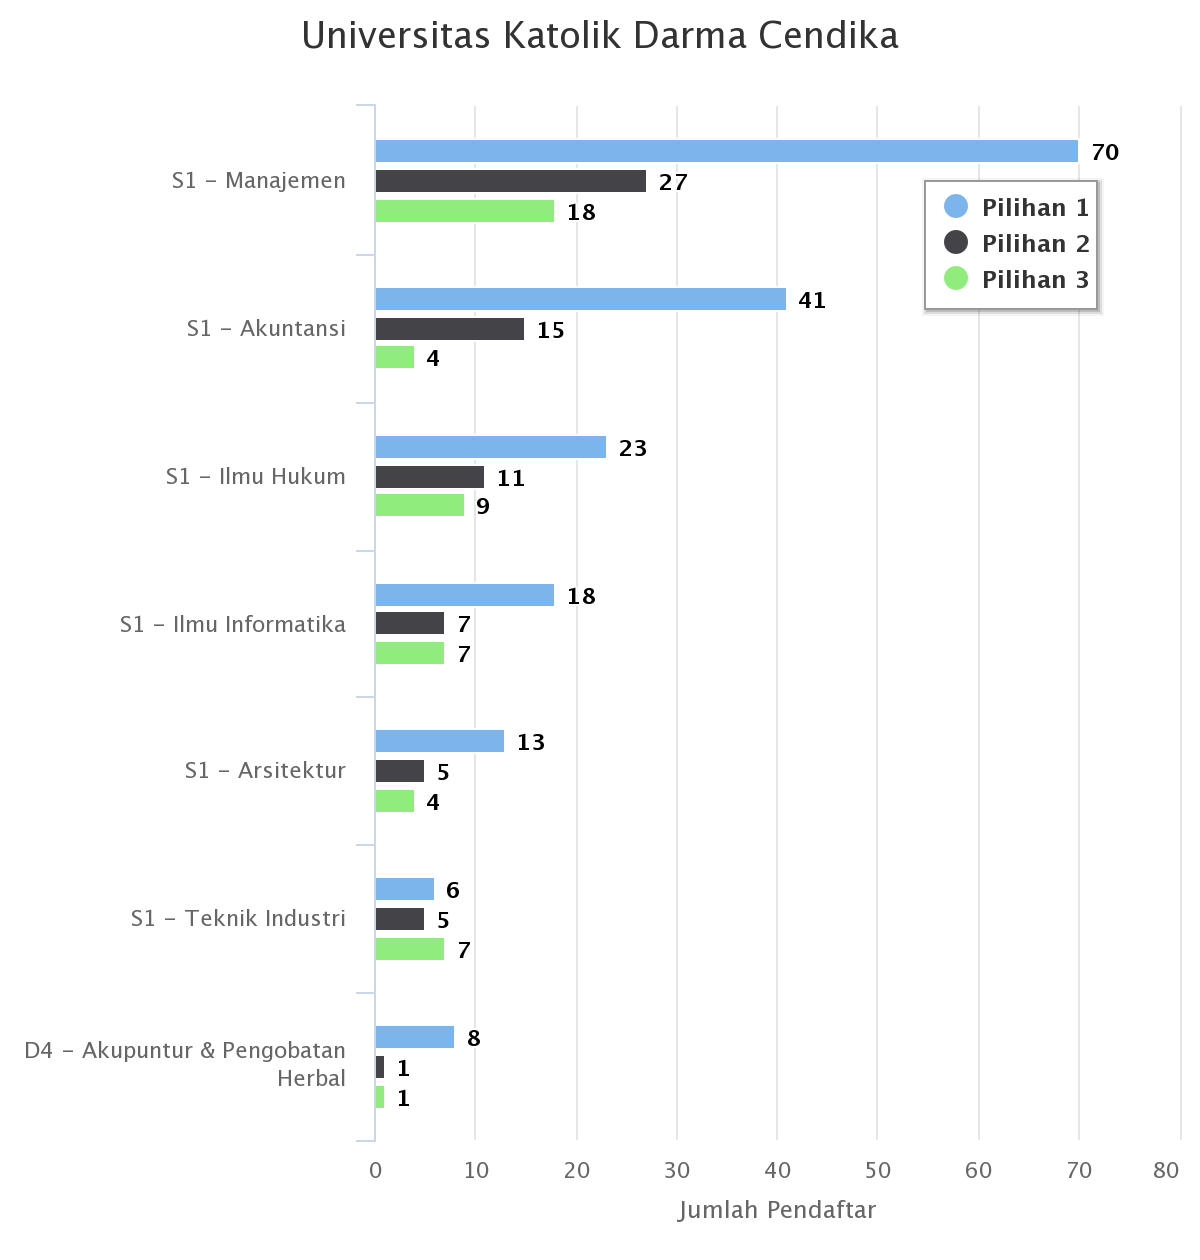 Universitas Katolik Darma Cendika
S1 – Manajemen
70
27
18
Pilihan 1
Pilihan 2
Pilihan 3
S1 – Akuntansi
41
15
4
S1 – Ilmu Hukum
23
11
9
S1 – Ilmu Informatika
18
7
7
S1 – Arsitektur
13
5
4
S1 – Teknik Industri
6
5
7
D4 – Akupuntur & Pengobatan
Herbal
8
1
1
0 10 20 30 40 50 60 70 80
Jumlah Pendaftar